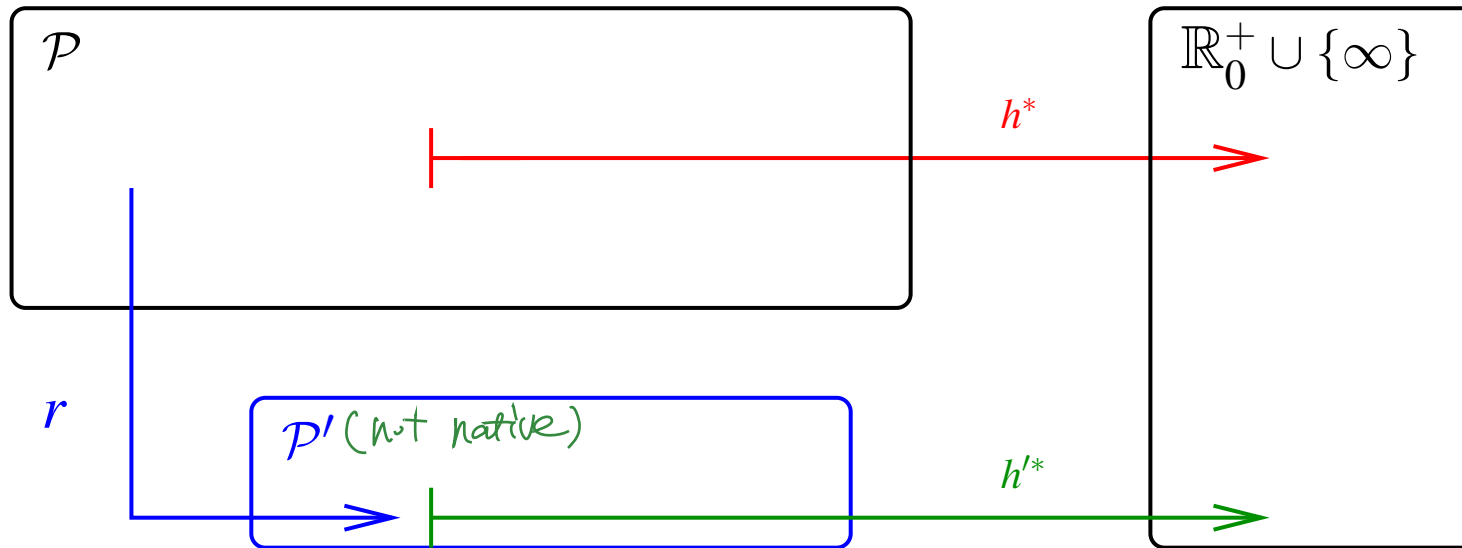 𝒫
ℝ₀⁺ ∪ {∞}
h*
r
𝒫′ (not native)
h′*